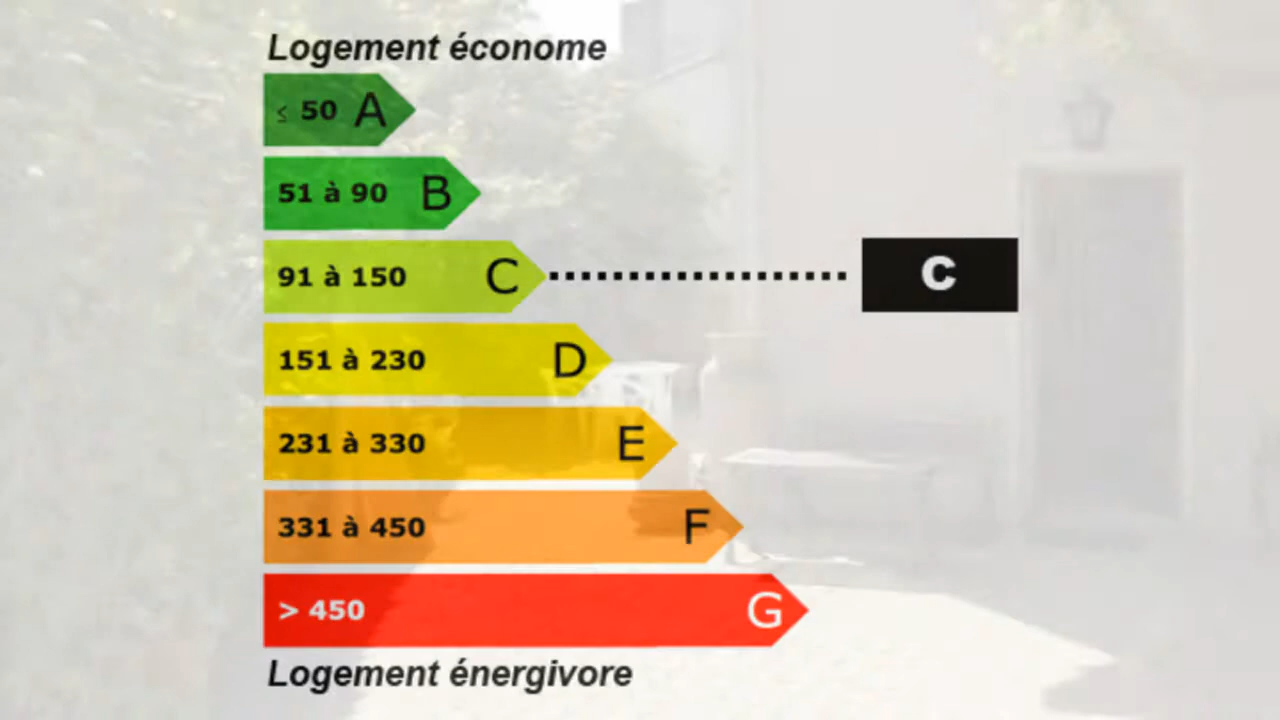 Logement économe
≤ 50 A
51 à 90 B
91 à 150 C C
151 à 230 D
231 à 330 E
331 à 450 F
> 450 G
Logement énergivore